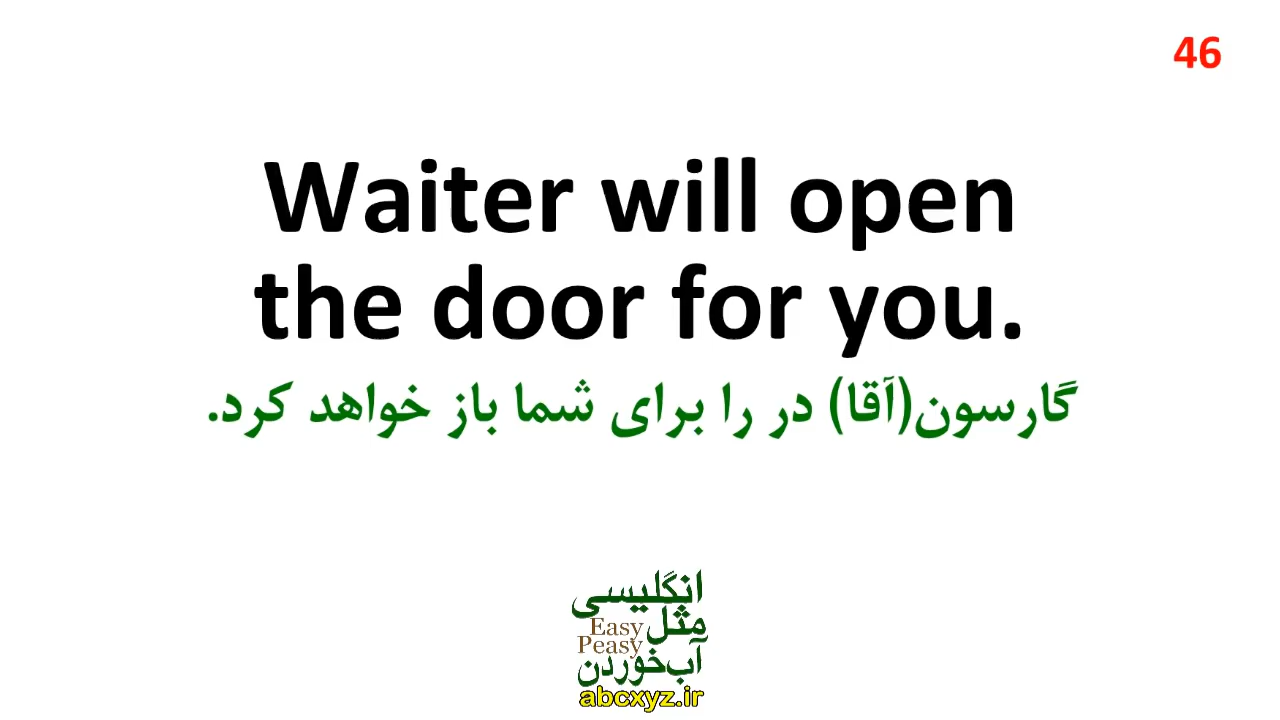 46
Waiter will open
the door for you.
گارسون(آقا) در را برای شما باز خواهد کرد.
انگلیسی
مثل
Easy
Peasy
آب‌خوردن
abcxyz.ir